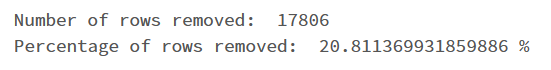 Number of rows removed:  17806
Percentage of rows removed:  20.811369931859886 %